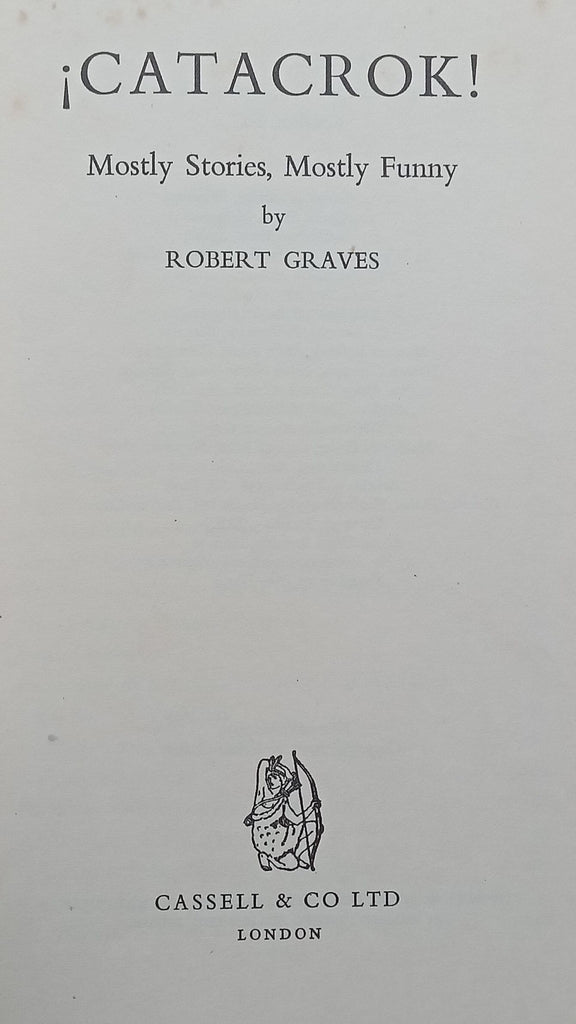 ¡CATACROK!
Mostly Stories, Mostly Funny
by
ROBERT GRAVES
CASSELL & CO LTD
LONDON